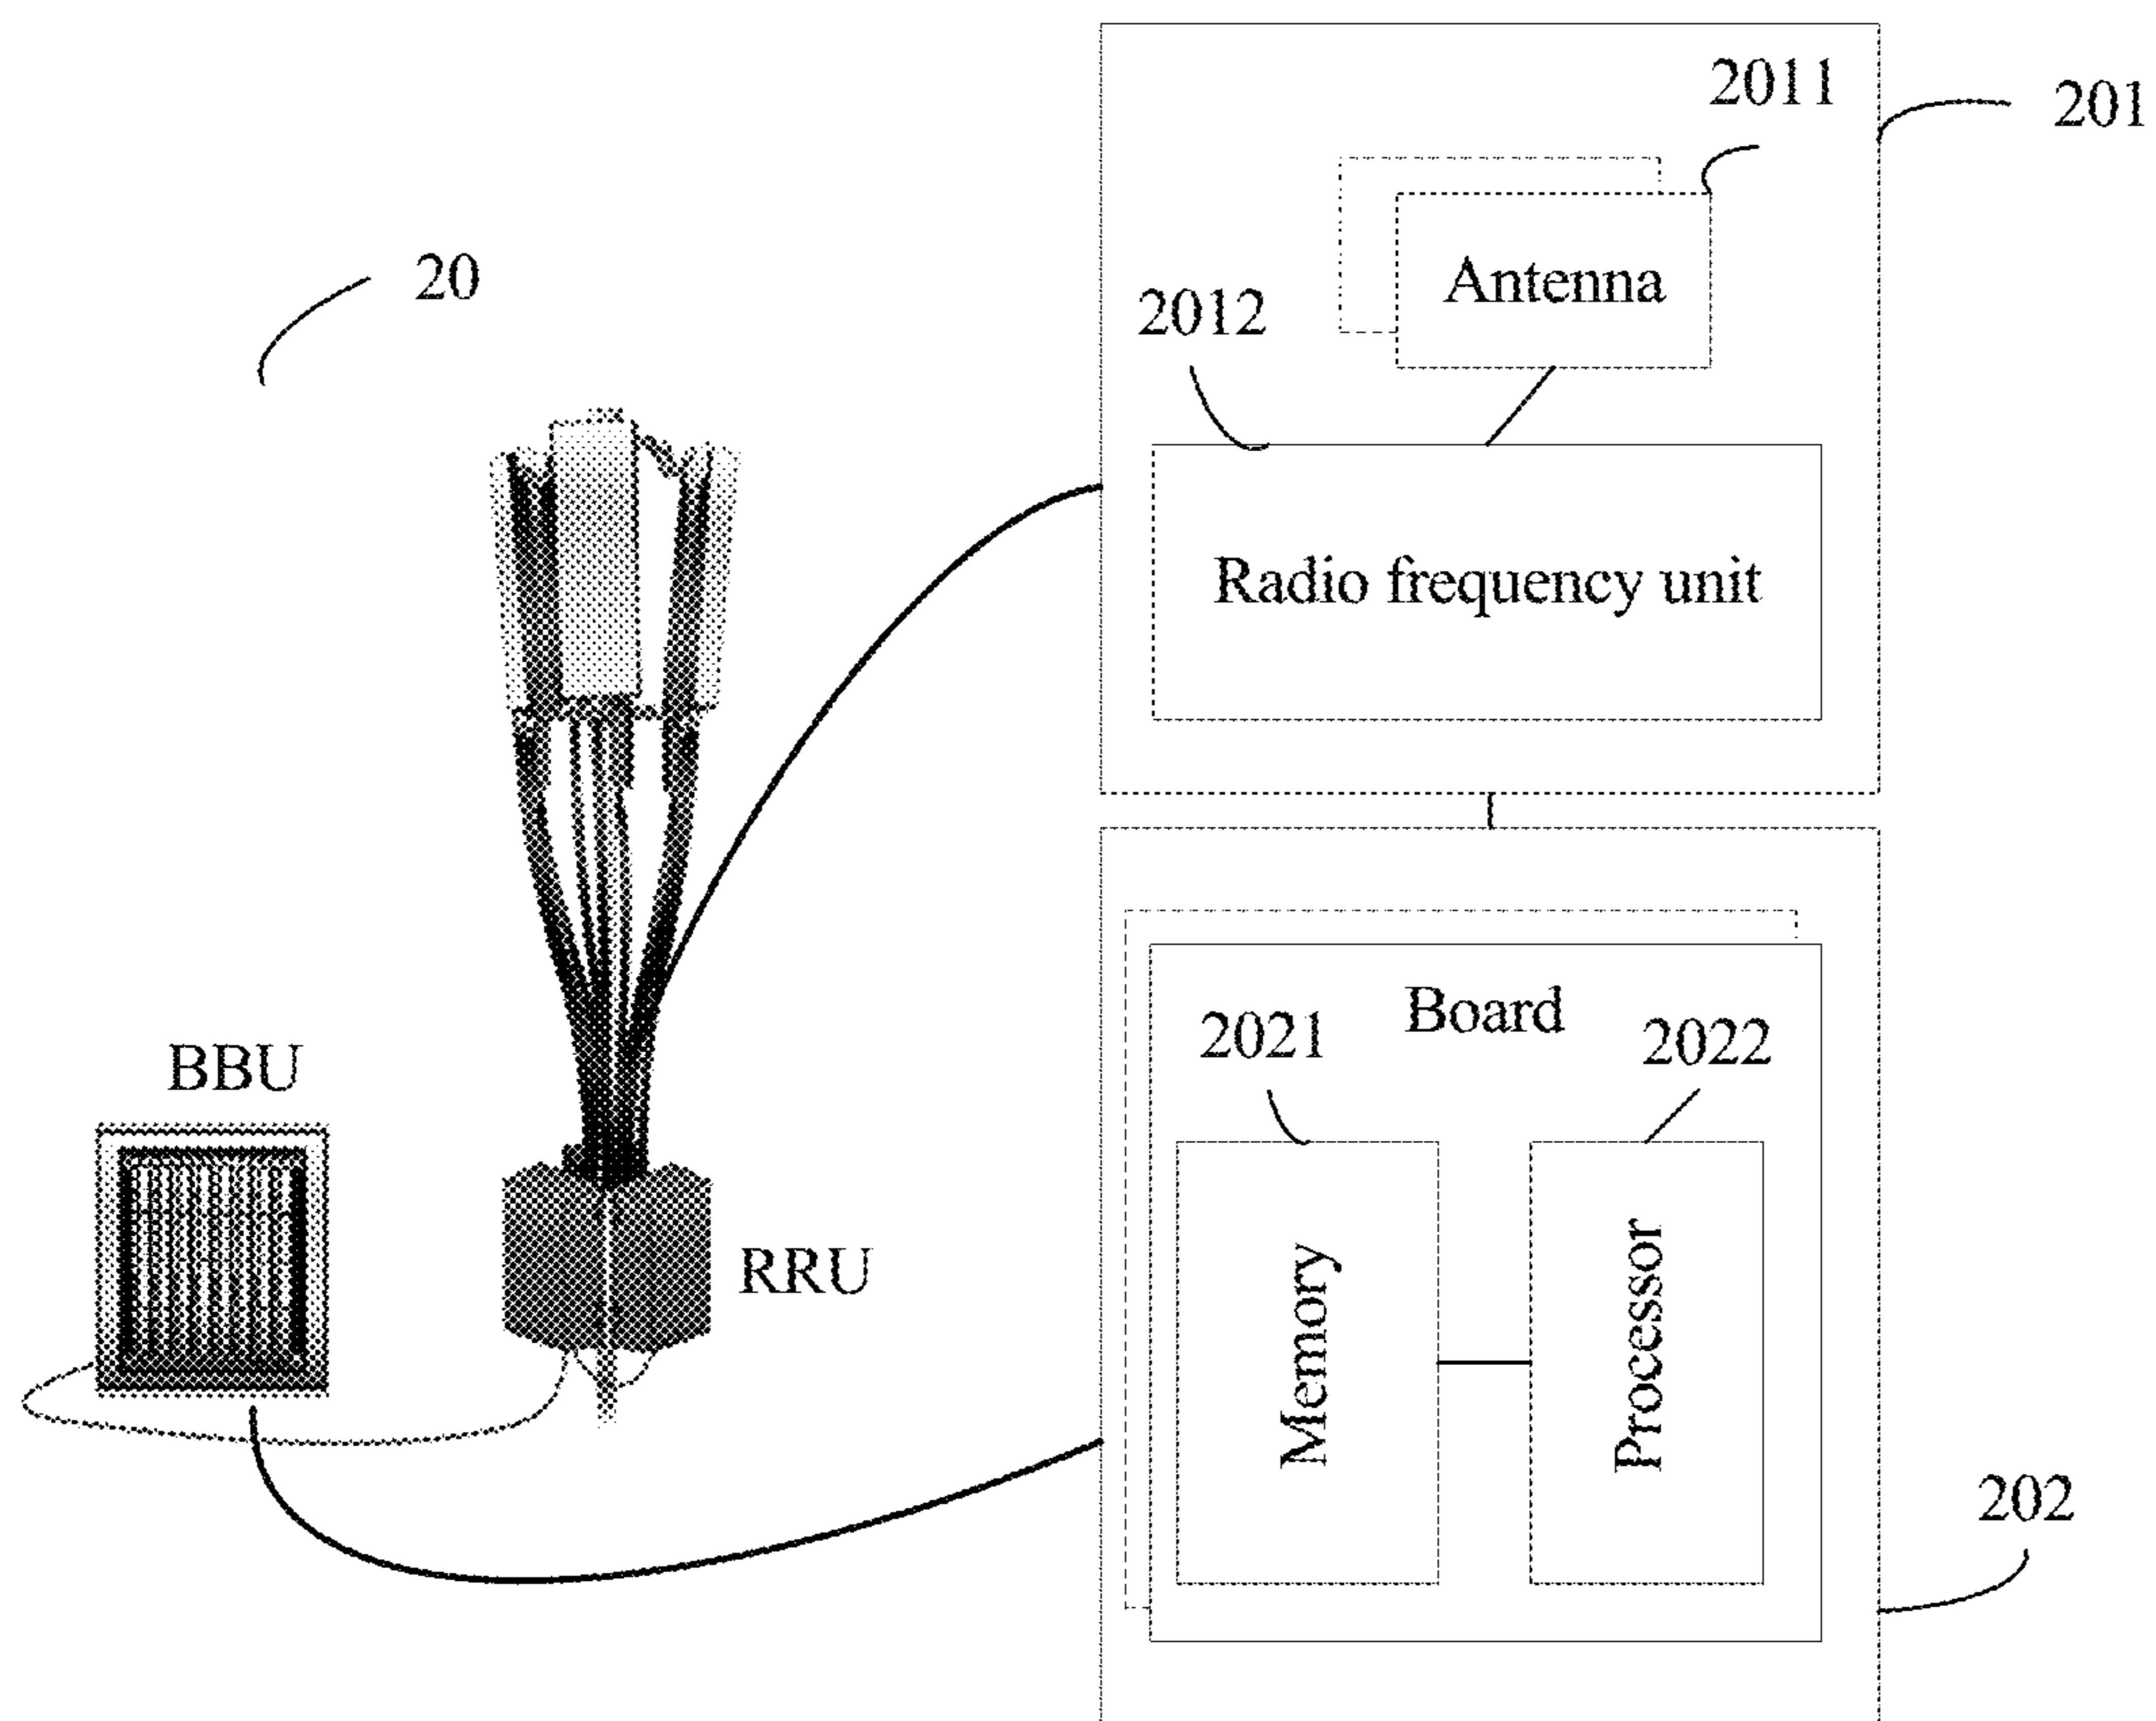 2011
201
20
Antenna
2012
Radio frequency unit
Board
2021
2022
BBU
RRU
Memory
Processor
202